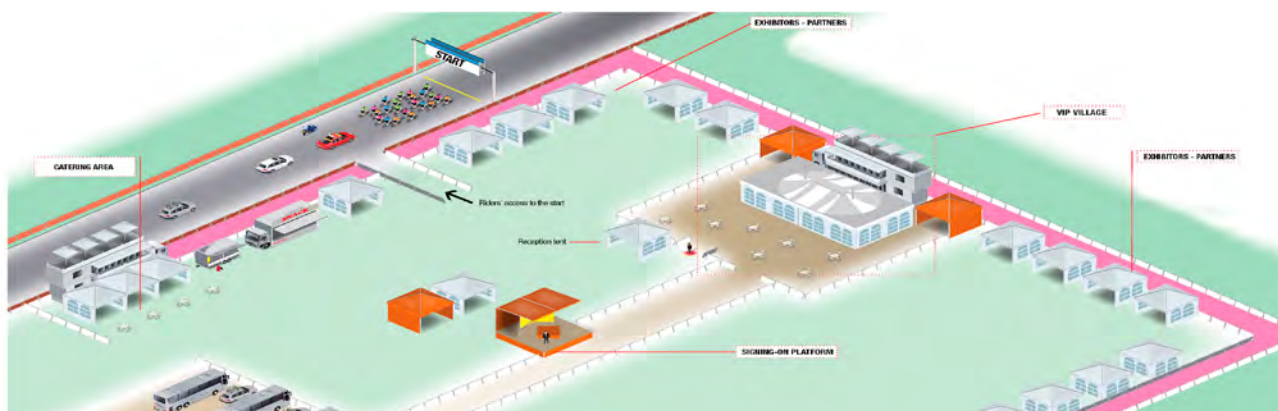 EXHIBITORS - PARTNERS
START
VIP VILLAGE
EXHIBITORS - PARTNERS
CATERING AREA
Riders' access to the start
Reception tent
SIGNING-ON PLATFORM